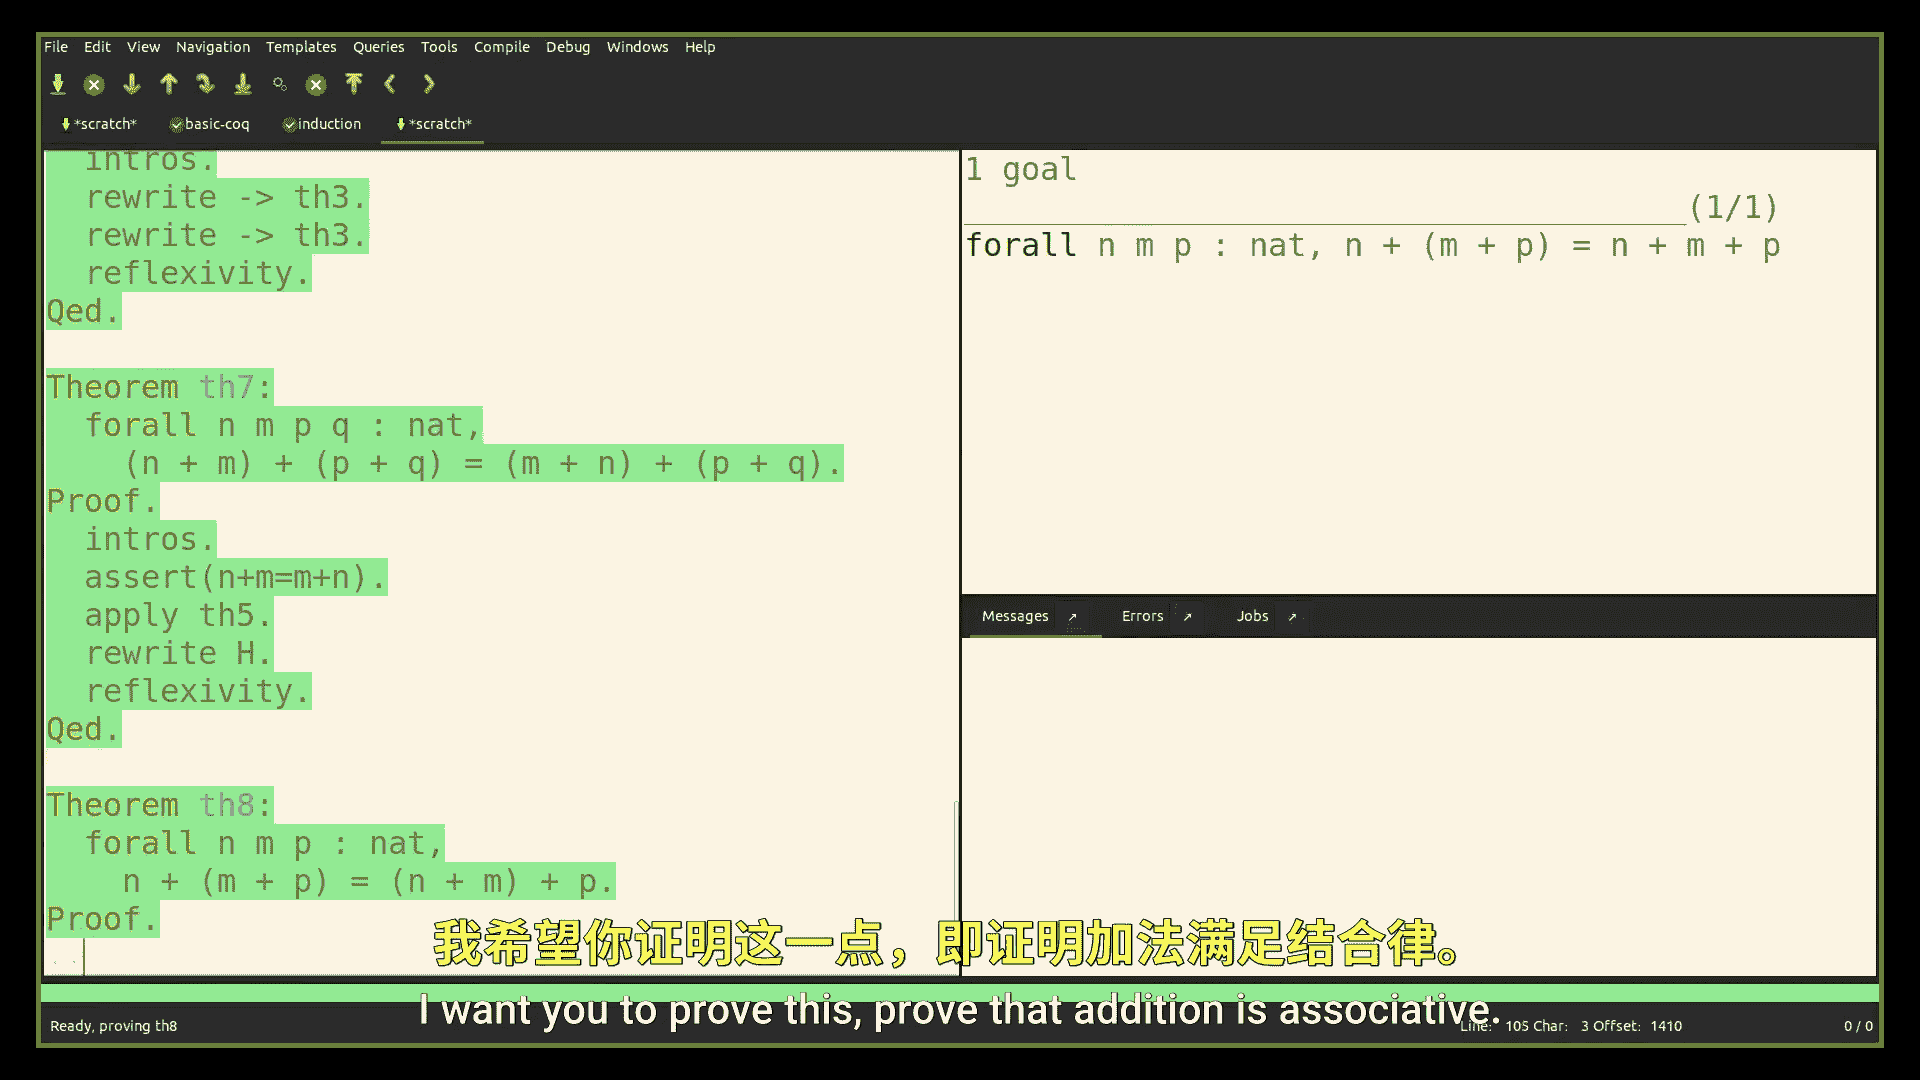 File Edit View Navigation Templates Queries Tools Compile Debug Windows Help
*scratch* basic-coq induction *scratch*
intros.
rewrite -> th3.
rewrite -> th3.
reflexivity.
Qed.
Theorem th7:
forall n m p q : nat,
(n + m) + (p + q) = (m + n) + (p + q).
Proof.
intros.
assert(n+m=m+n).
apply th5.
rewrite H.
reflexivity.
Qed.
Theorem th8:
forall n m p : nat,
n + (m + p) = (n + m) + p.
Proof.
1 goal
(1/1)
forall n m p : nat, n + (m + p) = n + m + p
Messages Errors Jobs
我希望你证明这一点，即证明加法满足结合律。
I want you to prove this, prove that addition is associative.
Ready, proving th8 Line: 105 Char: 3 Offset: 1410 0 / 0